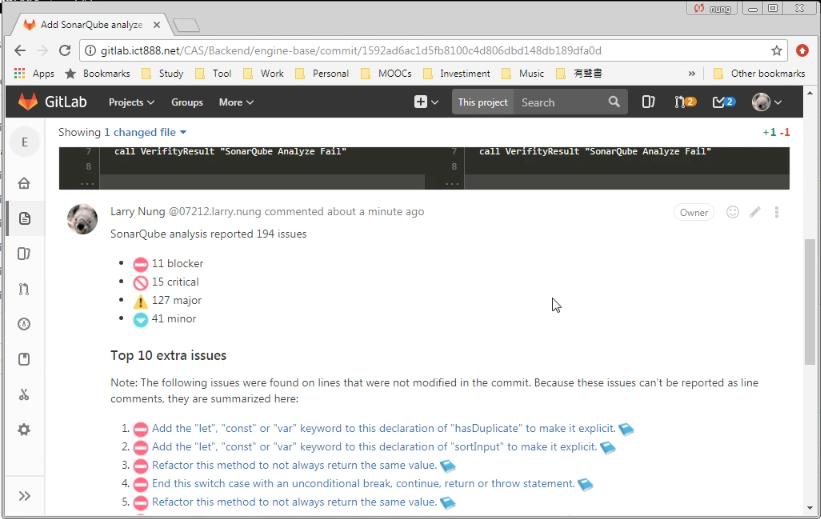 nung
Add SonarQube analyze
gitlab.ict888.net/CAS/Backend/engine-base/commit/1592ad6ac1d5fb8100c4d806dbd148db189dfa0d
Apps Bookmarks Study Tool Work Personal MOOCs Investiment Music 有聲書 » Other bookmarks
GitLab Projects Groups More This project Search 2 2
E
Showing 1 changed file +1 -1
7 call VerifityResult "SonarQube Analyze Fail" 7 call VerifityResult "SonarQube Analyze Fail"
8 8
... ...
Larry Nung @07212.larry.nung commented about a minute ago Owner
SonarQube analysis reported 194 issues
11 blocker
15 critical
127 major
41 minor
Top 10 extra issues
Note: The following issues were found on lines that were not modified in the commit. Because these issues can't be reported as line
comments, they are summarized here:
1. Add the "let", "const" or "var" keyword to this declaration of "hasDuplicate" to make it explicit.
2. Add the "let", "const" or "var" keyword to this declaration of "sortInput" to make it explicit.
3. Refactor this method to not always return the same value.
4. End this switch case with an unconditional break, continue, return or throw statement.
5. Refactor this method to not always return the same value.